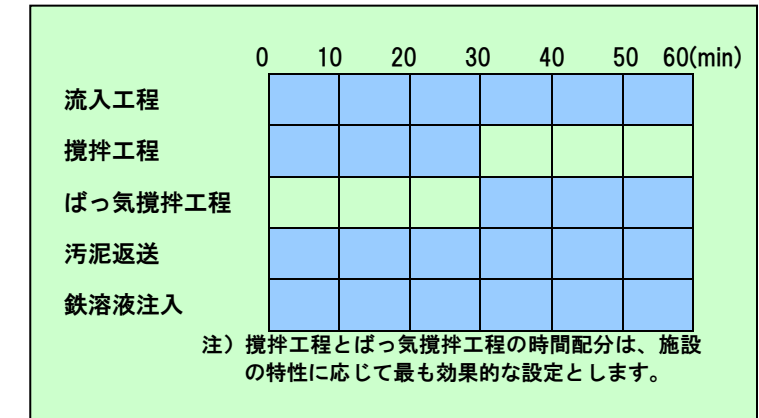 0 10 20 30 40 50 60(min)
流入工程
撹拌工程
ばっ気撹拌工程
汚泥返送
鉄溶液注入
注）撹拌工程とばっ気撹拌工程の時間配分は、施設
の特性に応じて最も効果的な設定とします。